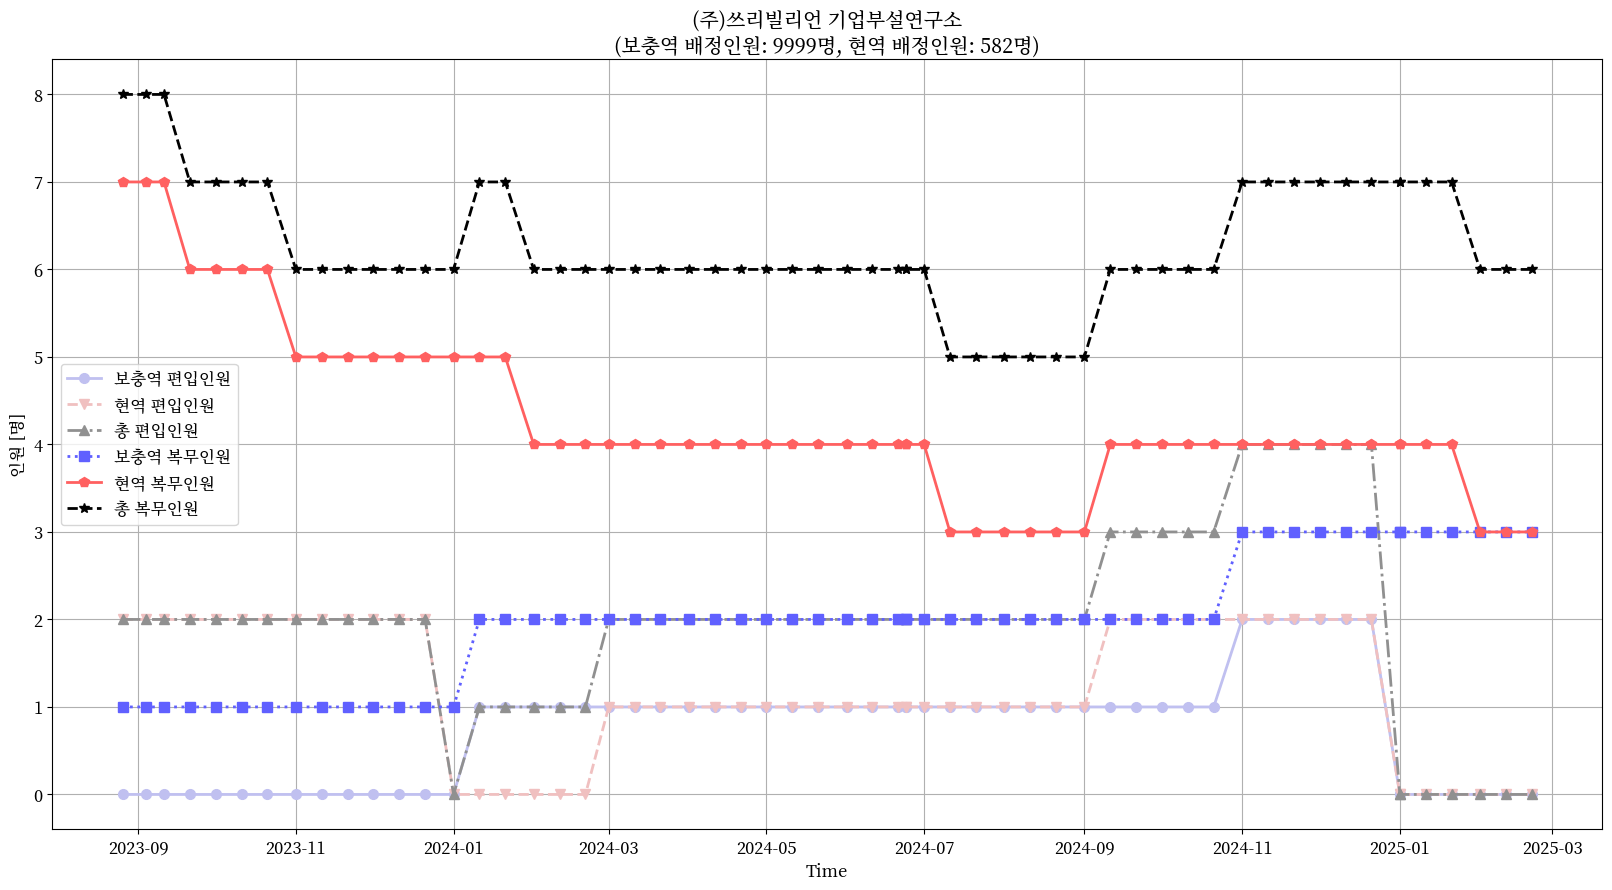 (주)쓰리빌리언 기업부설연구소
(보충역 배정인원: 9999명, 현역 배정인원: 582명)
8
7
6
5
4
3
2
1
0
인원 [명]
보충역 편입인원
현역 편입인원
총 편입인원
보충역 복무인원
현역 복무인원
총 복무인원
2023-09
2023-11
2024-01
2024-03
2024-05
2024-07
2024-09
2024-11
2025-01
2025-03
Time